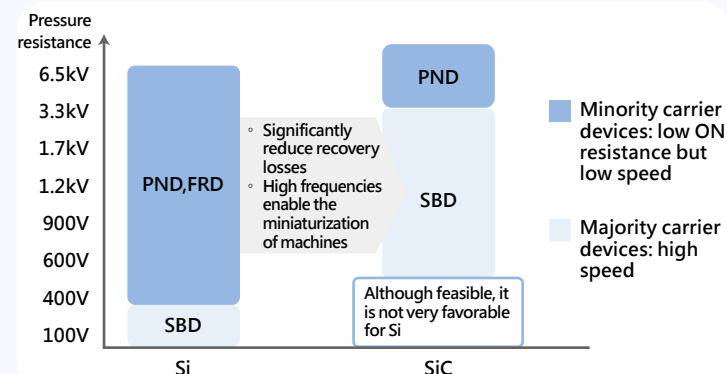 Pressure
resistance
6.5kV
3.3kV
1.7kV
1.2kV
900V
600V
400V
100V
PND,FRD
SBD
◦ Significantly
reduce recovery
losses
◦ High frequencies
enable the
miniaturization
of machines
PND
SBD
Although feasible, it
is not very favorable
for Si
Si
SiC
Minority carrier
devices: low ON
resistance but
low speed
Majority carrier
devices: high
speed